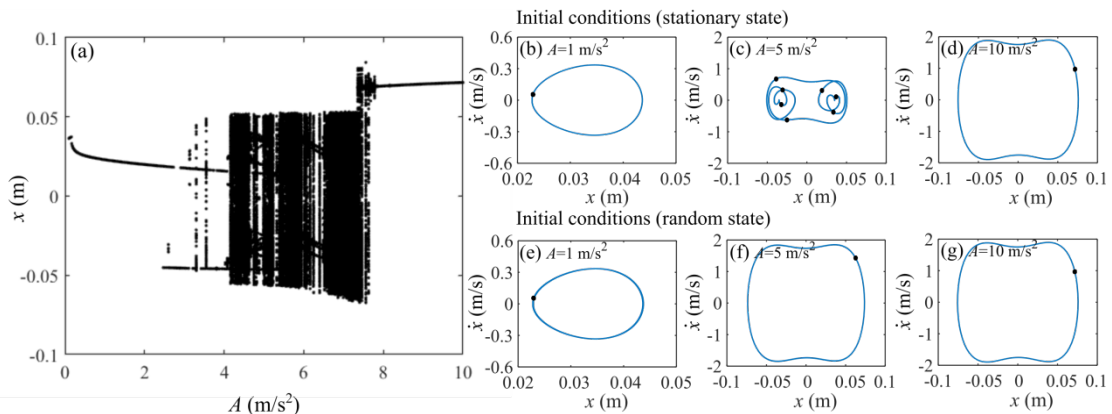 Initial conditions (stationary state)
(a)
0.1
0.05
0
-0.05
-0.1
x (m)
0 2 4 6 8 10
A (m/s²)
(b) A=1 m/s²
0.6
0.3
0
-0.3
-0.6
ẋ (m/s)
0.02 0.03 0.04 0.05
x (m)
(c) A=5 m/s²
2
1
0
-1
-2
ẋ (m/s)
-0.1 -0.05 0 0.05 0.1
x (m)
(d) A=10 m/s²
2
1
0
-1
-2
ẋ (m/s)
-0.1 -0.05 0 0.05 0.1
x (m)
Initial conditions (random state)
(e) A=1 m/s²
0.6
0.3
0
-0.3
-0.6
ẋ (m/s)
0.02 0.03 0.04 0.05
x (m)
(f) A=5 m/s²
2
1
0
-1
-2
ẋ (m/s)
-0.1 -0.05 0 0.05 0.1
x (m)
(g) A=10 m/s²
2
1
0
-1
-2
ẋ (m/s)
-0.1 -0.05 0 0.05 0.1
x (m)